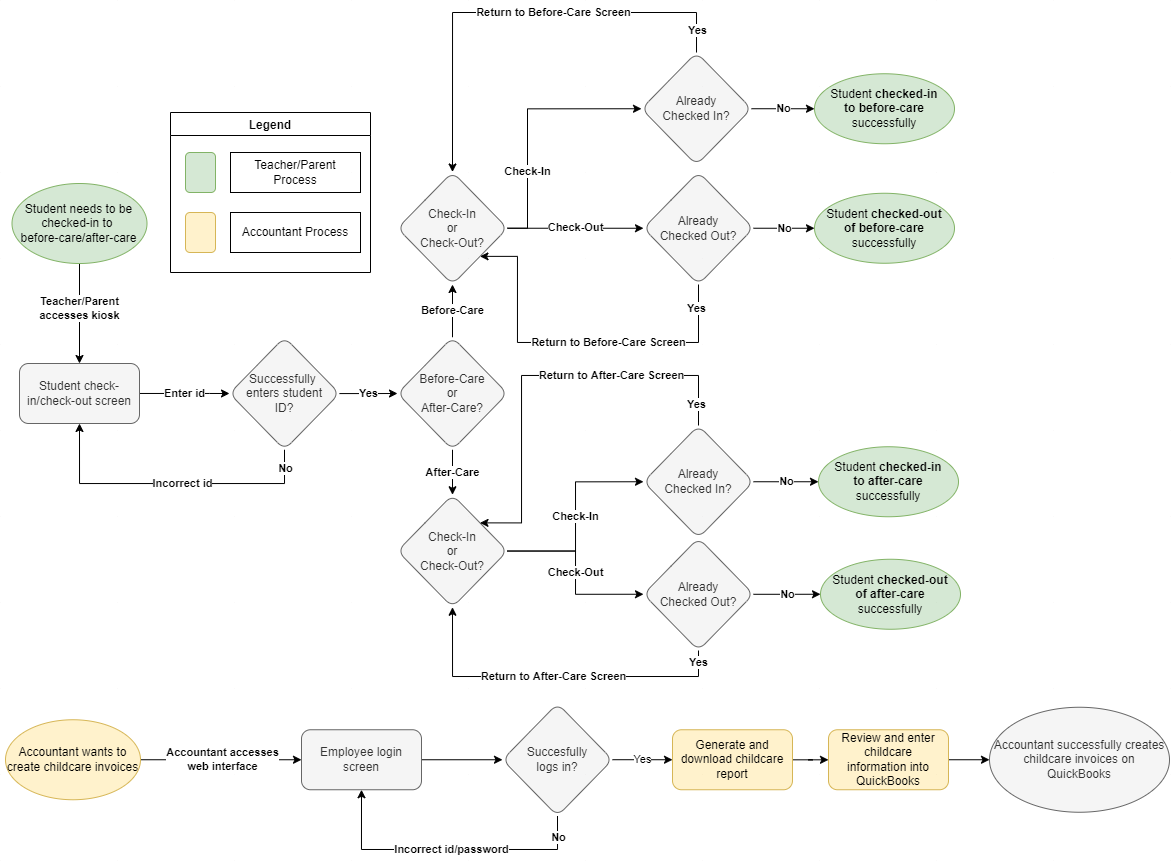 Return to Before-Care Screen
Yes
Already
Checked In?
No
Student checked-in
to before-care
successfully
Legend
Teacher/Parent
Process
Accountant Process
Check-In
Student needs to be
checked-in to
before-care/after-care
Check-In
or
Check-Out?
Check-Out
Already
Checked Out?
No
Student checked-out
of before-care
successfully
Teacher/Parent
accesses kiosk
Before-Care
Yes
Return to Before-Care Screen
Student check-
in/check-out screen
Enter id
Successfully
enters student
ID?
Yes
Before-Care
or
After-Care?
Return to After-Care Screen
Yes
No
Incorrect id
After-Care
Already
Checked In?
No
Student checked-in
to after-care
successfully
Check-In
Check-In
or
Check-Out?
Check-Out
Already
Checked Out?
No
Student checked-out
of after-care
successfully
Yes
Return to After-Care Screen
Accountant wants to
create childcare invoices
Accountant accesses
web interface
Employee login
screen
Succesfully
logs in?
Yes
Generate and
download childcare
report
Review and enter
childcare
information into
QuickBooks
Accountant successfully creates
childcare invoices on
QuickBooks
No
Incorrect id/password